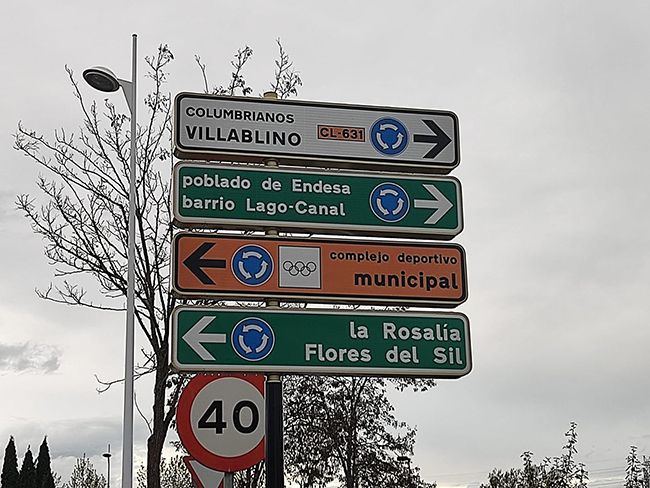 COLUMBRIANOS
VILLABLINO CL-631
poblado de Endesa
barrio Lago-Canal
complejo deportivo
municipal
la Rosalía
Flores del Sil
40